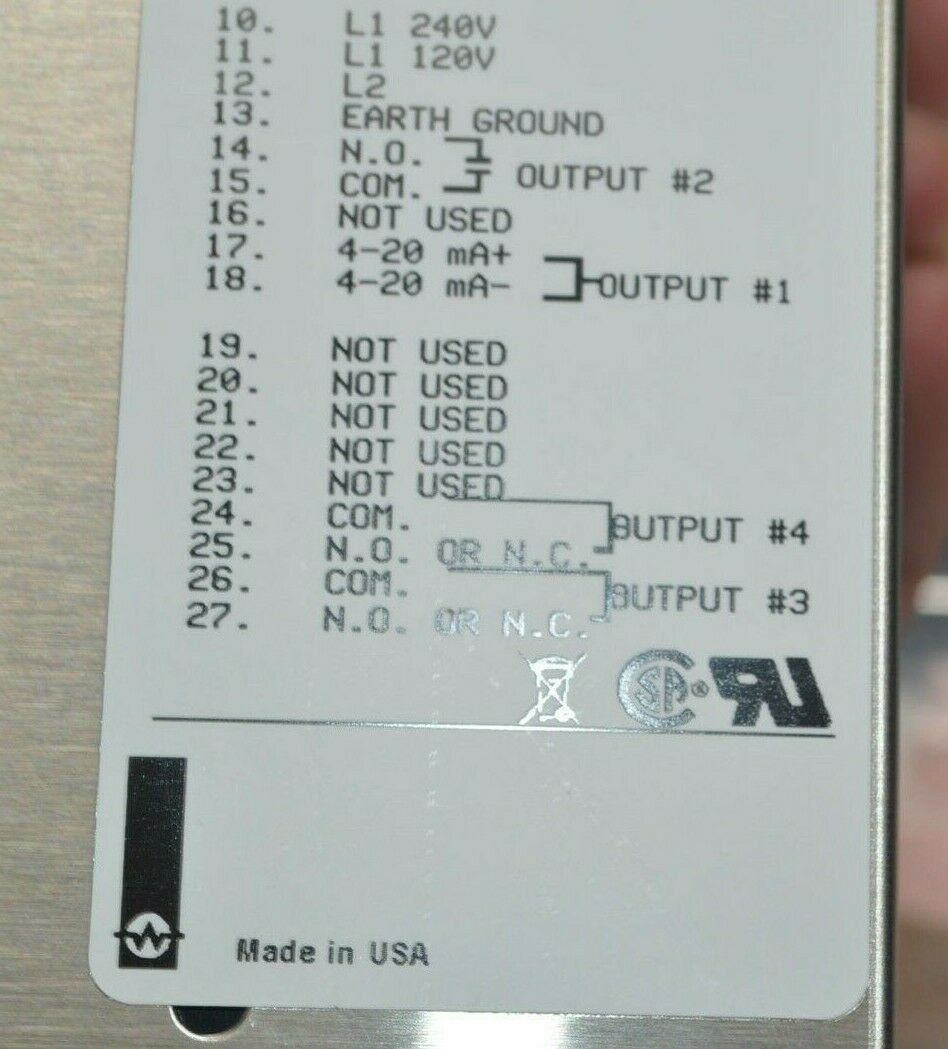 10. L1 240V
11. L1 120V
12. L2
13. EARTH GROUND
14. N.O.
15. COM. OUTPUT #2
16. NOT USED
17. 4-20 mA+
18. 4-20 mA- OUTPUT #1
19. NOT USED
20. NOT USED
21. NOT USED
22. NOT USED
23. NOT USED
24. COM. OUTPUT #4
25. N.O. OR N.C.
26. COM. OUTPUT #3
27. N.O. OR N.C.
SA® UR
W Made in USA